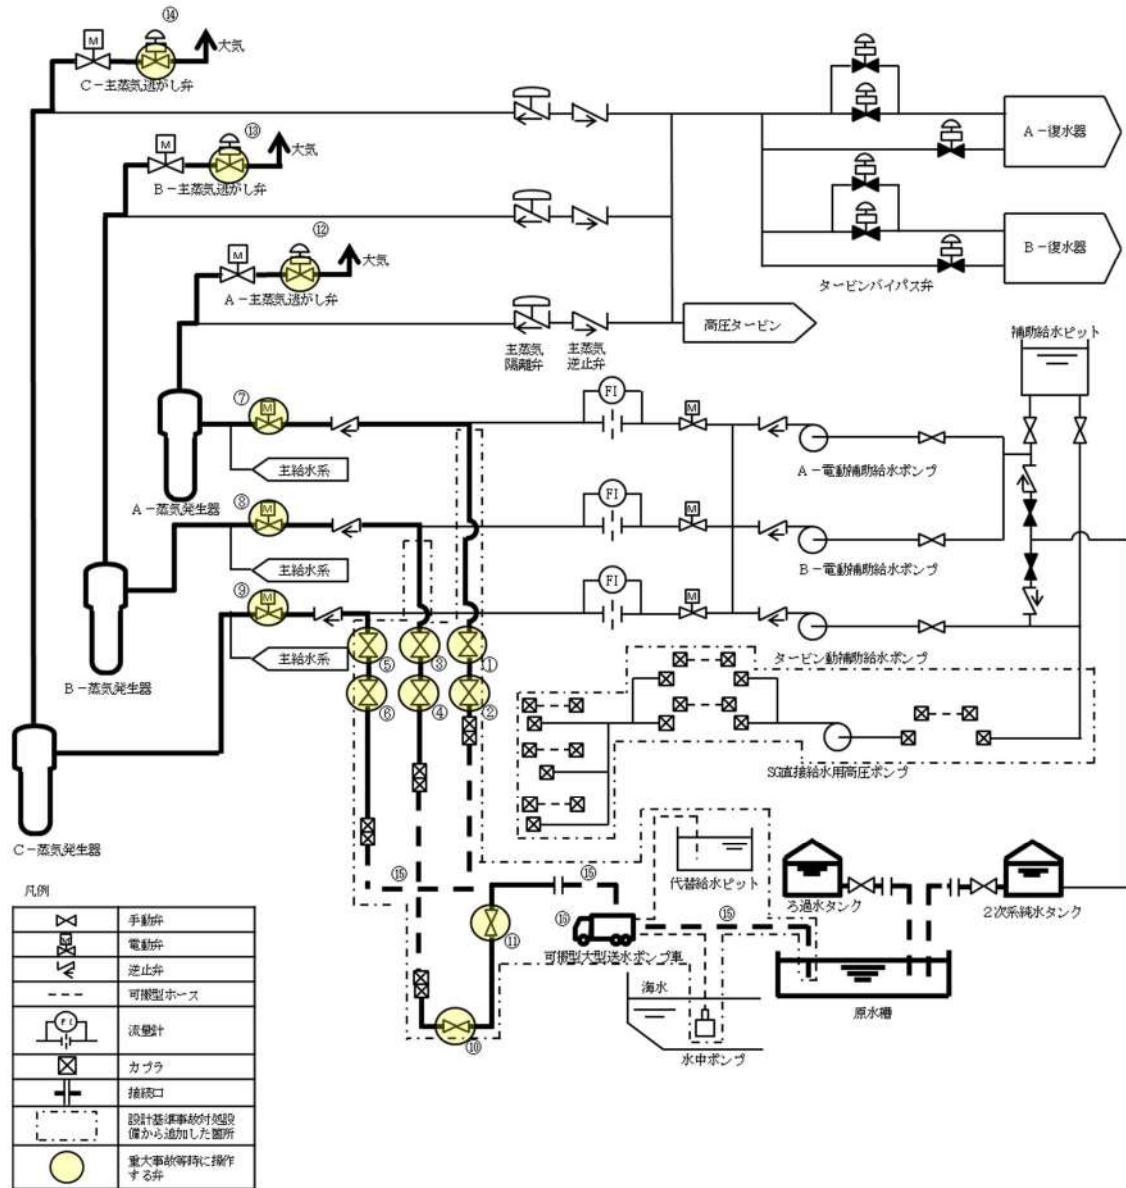 ⑭
M
大気
C-主蒸気逃がし弁
⑬
M
大気
B-主蒸気逃がし弁
⑫
M
大気
A-主蒸気逃がし弁
A-復水器
B-復水器
タービンバイパス弁
高圧タービン
主蒸気
隔離弁
主蒸気
逆止弁
補助給水ピット
⑦
M
FI
M
主給水系
A-電動補助給水ポンプ
A-蒸気発生器
⑧
M
FI
M
主給水系
B-電動補助給水ポンプ
⑨
M
FI
M
主給水系
タービン動補助給水ポンプ
B-蒸気発生器
⑤
③
①
⑥
④
②
SG直接給水用高圧ポンプ
C-蒸気発生器
⑮
⑮
代替給水ピット
ろ過水タンク
2次系純水タンク
⑪
⑯
⑮
可搬型大型送水ポンプ車
海水
原水槽
⑩
水中ポンプ
凡例
手動弁
M
電動弁
逆止弁
可搬型ホース
FI
流量計
カプラ
接続口
設計基準事故対処設
備から追加した箇所
重大事故等時に操作
する弁